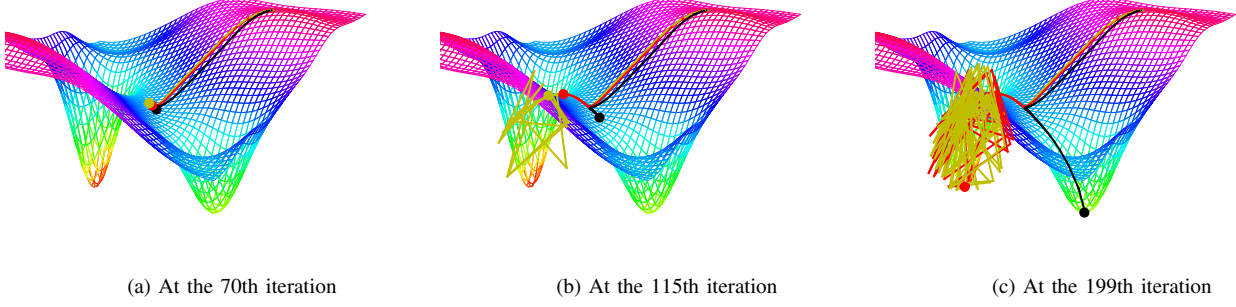 (a) At the 70th iteration
(b) At the 115th iteration
(c) At the 199th iteration